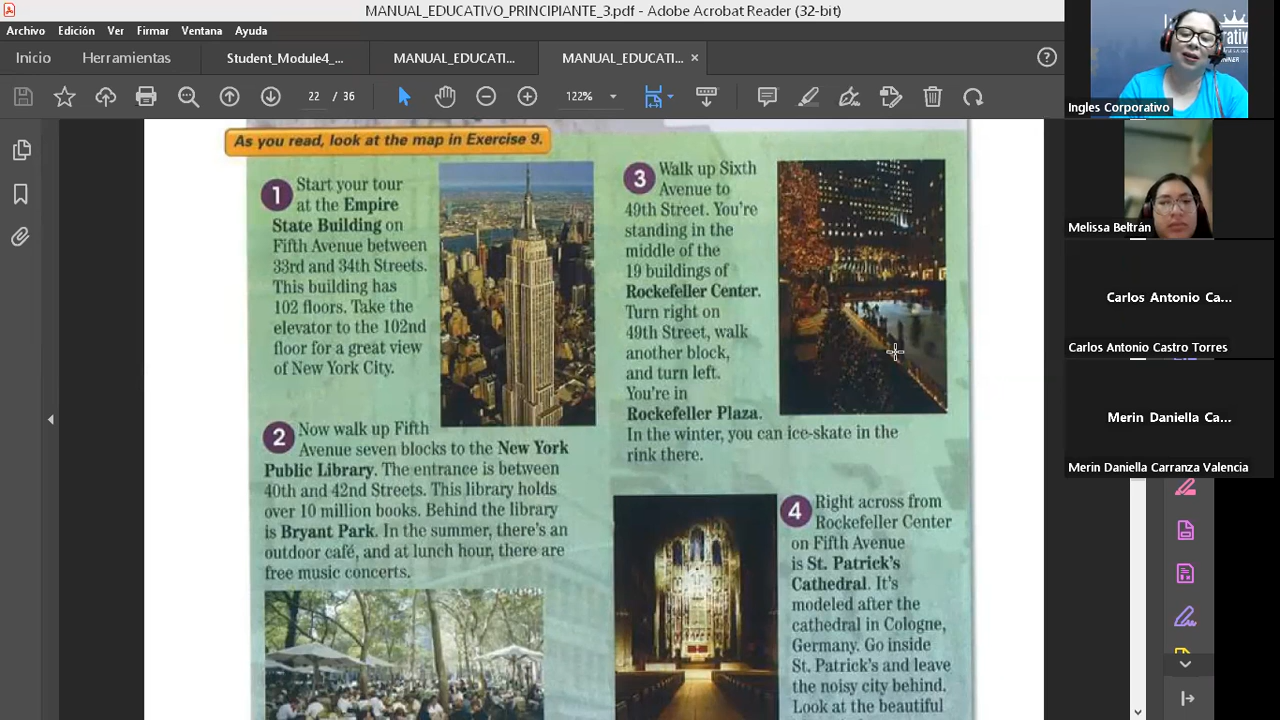 MANUAL_EDUCATIVO_PRINCIPIANTE_3.pdf - Adobe Acrobat Reader (32-bit)
Archivo Edición Ver Firmar Ventana Ayuda
Inicio Herramientas Student_Module4_... MANUAL_EDUCATI... MANUAL_EDUCATI... ×
22 / 36 122%
As you read, look at the map in Exercise 9.
1 Start your tour
at the Empire
State Building on
Fifth Avenue between
33rd and 34th Streets.
This building has
102 floors. Take the
elevator to the 102nd
floor for a great view
of New York City.
2 Now walk up Fifth
Avenue seven blocks to the New York
Public Library. The entrance is between
40th and 42nd Streets. This library holds
over 10 million books. Behind the library
is Bryant Park. In the summer, there's an
outdoor café, and at lunch hour, there are
free music concerts.
3 Walk up Sixth
Avenue to
49th Street. You're
standing in the
middle of the
19 buildings of
Rockefeller Center.
Turn right on
49th Street, walk
another block,
and turn left.
You're in
Rockefeller Plaza.
In the winter, you can ice-skate in the
rink there.
4 Right across from
Rockefeller Center
on Fifth Avenue
is St. Patrick's
Cathedral. It's
modeled after the
cathedral in Cologne,
Germany. Go inside
St. Patrick's and leave
the noisy city behind.
Look at the beautiful
Ingles Corporativo
Melissa Beltrán
Carlos Antonio Ca...
Carlos Antonio Castro Torres
Merin Daniella Ca...
Merin Daniella Carranza Valencia